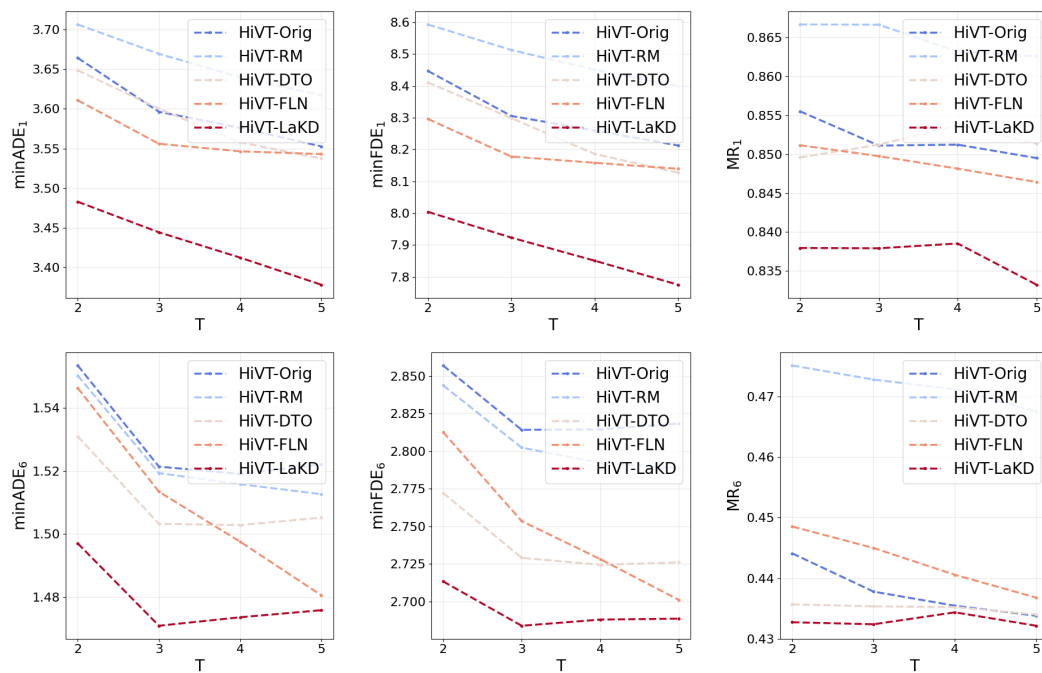 minADE₁
3.70
3.65
3.60
3.55
3.50
3.45
3.40
2 3 4 5
T
HiVT-Orig
HiVT-RM
HiVT-DTO
HiVT-FLN
HiVT-LaKD
minFDE₁
8.6
8.5
8.4
8.3
8.2
8.1
8.0
7.9
7.8
2 3 4 5
T
HiVT-Orig
HiVT-RM
HiVT-DTO
HiVT-FLN
HiVT-LaKD
MR₁
0.865
0.860
0.855
0.850
0.845
0.840
0.835
2 3 4 5
T
HiVT-Orig
HiVT-RM
HiVT-DTO
HiVT-FLN
HiVT-LaKD
minADE₆
1.54
1.52
1.50
1.48
2 3 4 5
T
HiVT-Orig
HiVT-RM
HiVT-DTO
HiVT-FLN
HiVT-LaKD
minFDE₆
2.850
2.825
2.800
2.775
2.750
2.725
2.700
2 3 4 5
T
HiVT-Orig
HiVT-RM
HiVT-DTO
HiVT-FLN
HiVT-LaKD
MR₆
0.47
0.46
0.45
0.44
0.43
2 3 4 5
T
HiVT-Orig
HiVT-RM
HiVT-DTO
HiVT-FLN
HiVT-LaKD